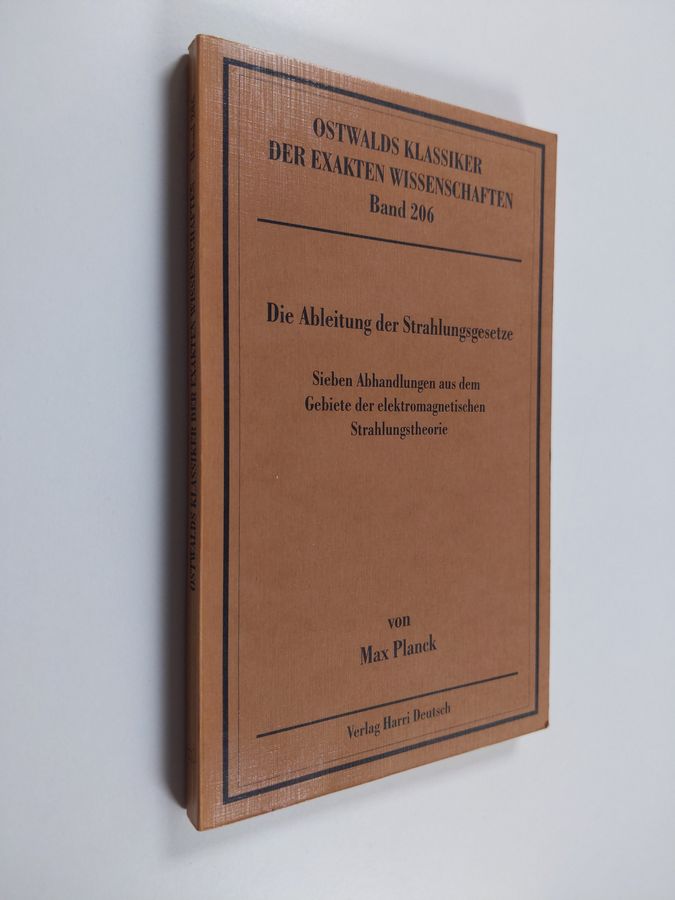 OSTWALDS KLASSIKER
DER EXAKTEN WISSENSCHAFTEN
Band 206
Die Ableitung der Strahlungsgesetze
Sieben Abhandlungen aus dem
Gebiete der elektromagnetischen
Strahlungstheorie
von
Max Planck
Verlag Harri Deutsch
OSTWALDS KLASSIKER DER EXAKTEN WISSENSCHAFTEN